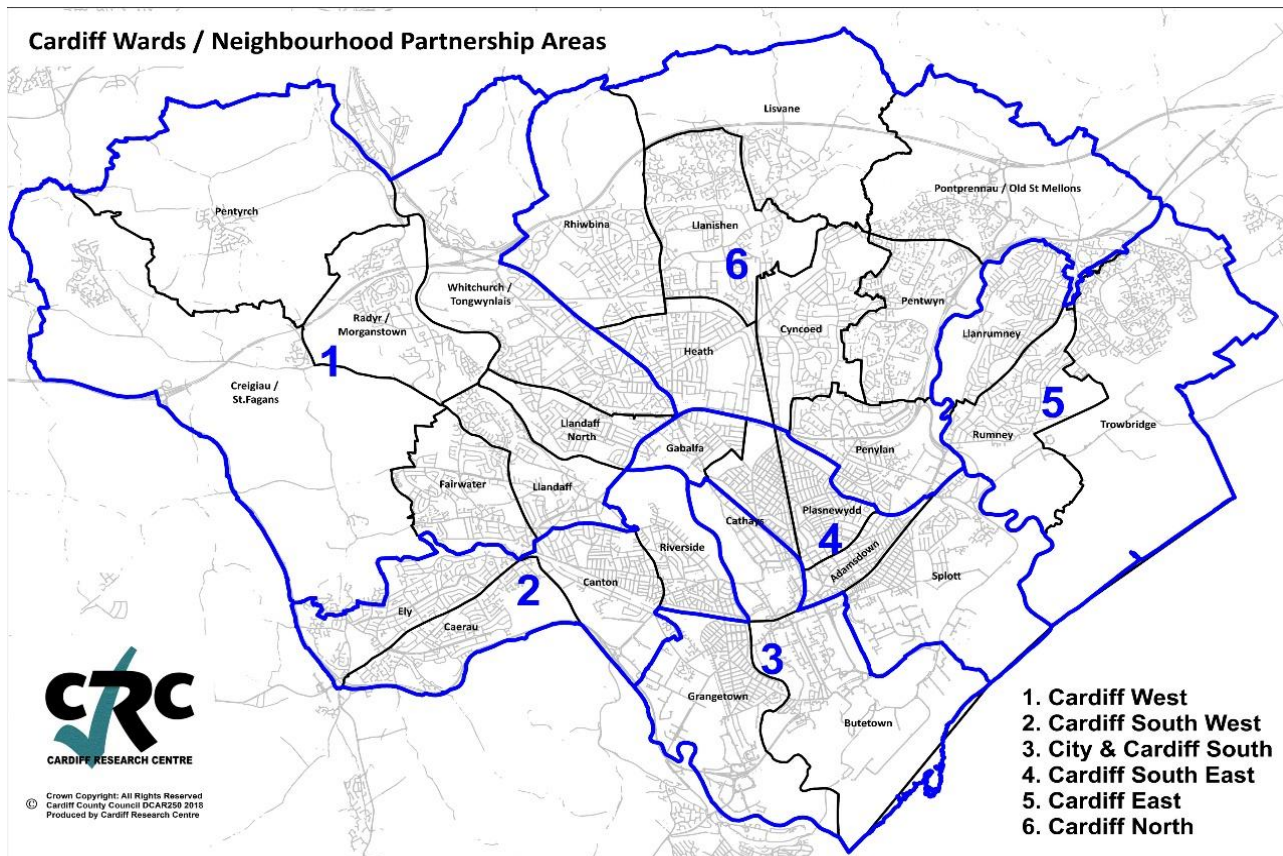 Cardiff Wards / Neighbourhood Partnership Areas
Lisvane
Pontprennau / Old St Mellons
Pentyrch
Rhiwbina
Llanishen
6
Whitchurch /
Tongwynlais
Pentwyn
Radyr /
Morganstown
Llanrumney
Cyncoed
Heath
1
Creigiau /
St.Fagans
5
Trowbridge
Llandaff
North
Rumney
Gabalfa
Penylan
Fairwater
Llandaff
Plasnewydd
Cathays
4
Riverside
Adamsdown
Splott
Canton
2
Ely
Caerau
3
Grangetown
Butetown
CRC
CARDIFF RESEARCH CENTRE
© Crown Copyright: All Rights Reserved
Cardiff County Council DCAR250 2018
Produced by Cardiff Research Centre
1. Cardiff West
2. Cardiff South West
3. City & Cardiff South
4. Cardiff South East
5. Cardiff East
6. Cardiff North